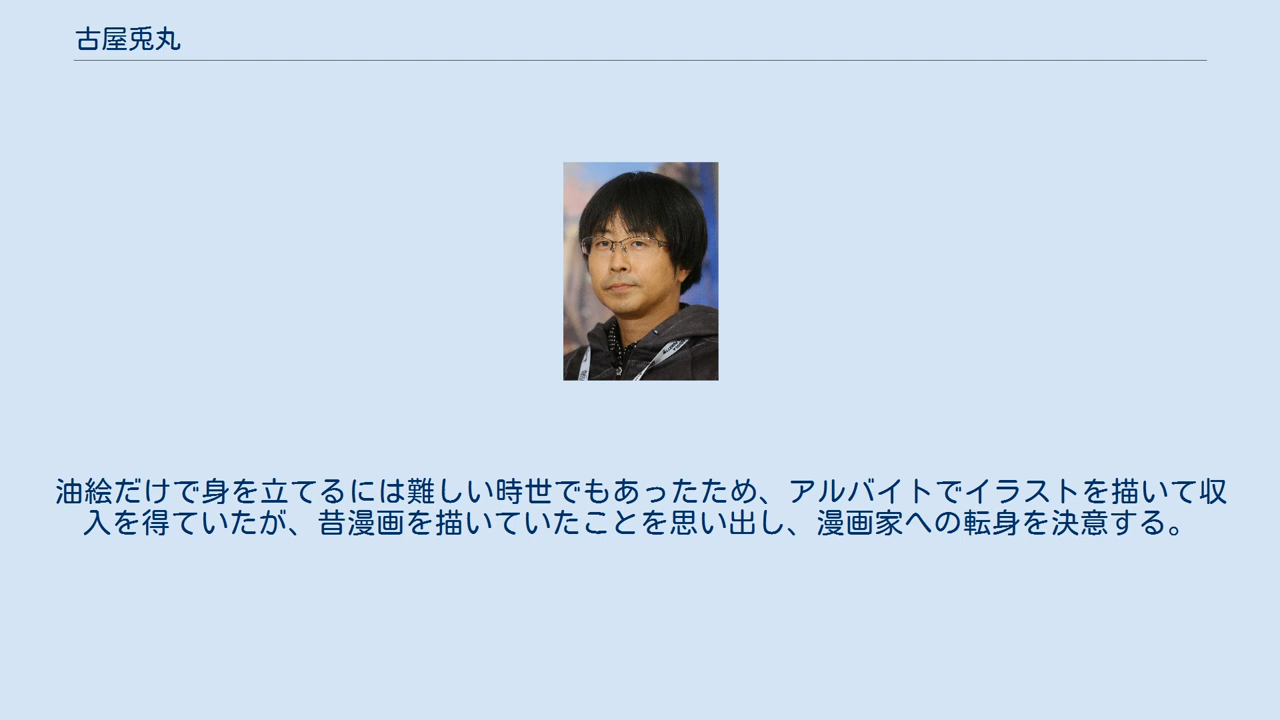 古屋兎丸
油絵だけで身を立てるには難しい時世でもあったため、アルバイトでイラストを描いて収
入を得ていたが、昔漫画を描いていたことを思い出し、漫画家への転身を決意する。